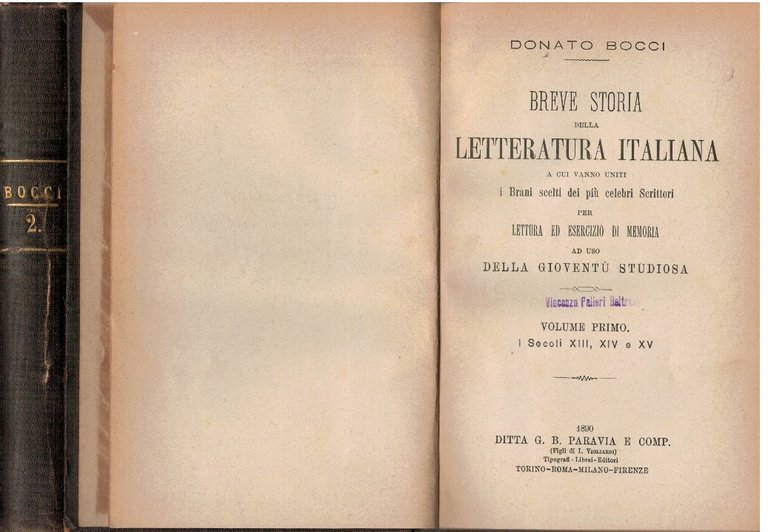 BOCCI
2.
DONATO BOCCI
BREVE STORIA
DELLA
LETTERATURA ITALIANA
A CUI VANNO UNITI
i Brani scelti dei più celebri Scrittori
PER
LETTURA ED ESERCIZIO DI MEMORIA
AD USO
DELLA GIOVENTÙ STUDIOSA
Vincenzo Palieri
VOLUME PRIMO.
I Secoli XIII, XIV e XV
1890
DITTA G. B. PARAVIA E COMP.
(Figli di I. VIGLIARDI)
Tipografi - Librai - Editori
TORINO-ROMA-MILANO-FIRENZE